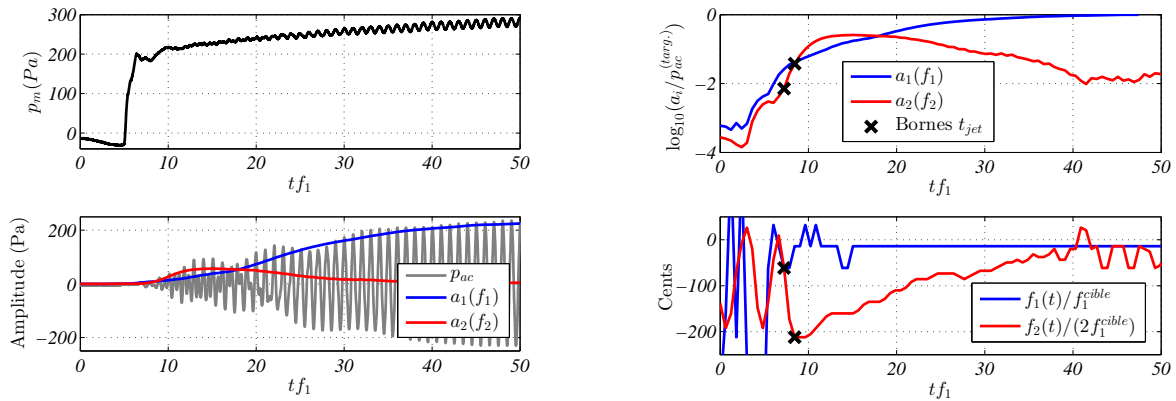 300
200
100
0
p_m (Pa)
0 10 20 30 40 50
tf_1
200
0
−200
Amplitude (Pa)
p_ac
a_1(f_1)
a_2(f_2)
0 10 20 30 40 50
tf_1
0
−2
−4
log_10(a_i/p_ac^(targ.))
a_1(f_1)
a_2(f_2)
Bornes t_jet
0 10 20 30 40 50
tf_1
0
−100
−200
Cents
f_1(t)/f_1^cible
f_2(t)/(2f_1^cible)
0 10 20 30 40 50
tf_1